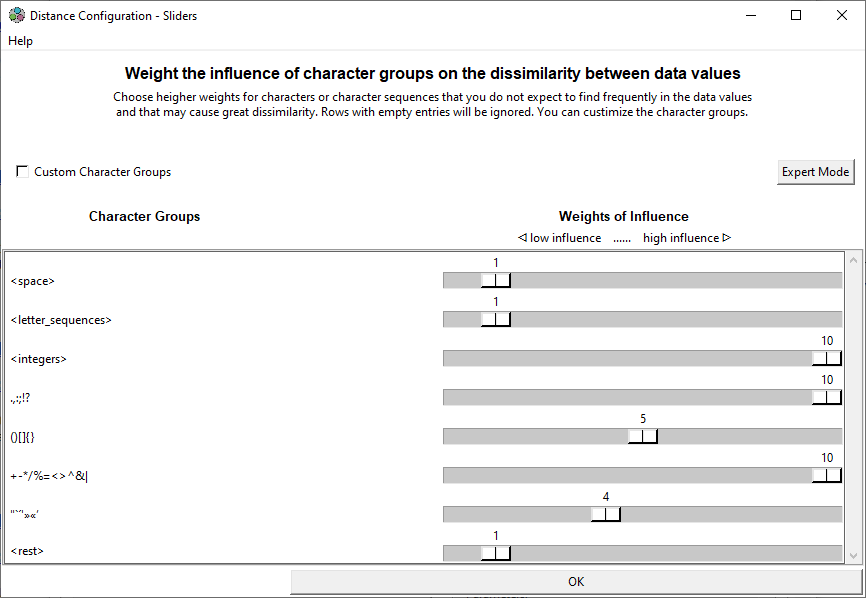 Distance Configuration - Sliders
Help
Weight the influence of character groups on the dissimilarity between data values
Choose heigher weights for characters or character sequences that you do not expect to find frequently in the data values
and that may cause great dissimilarity. Rows with empty entries will be ignored. You can custimize the character groups.
Custom Character Groups
Expert Mode
Character Groups
Weights of Influence
◁ low influence ...... high influence ▷
1
<space>
1
<letter_sequences>
10
<integers>
10
.,:;!?
5
()[]{}
10
+-*/%=<>^&|
4
1
<rest>
OK